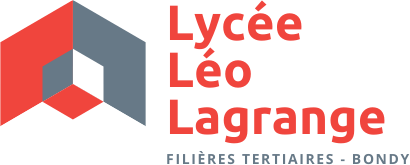 Lycée
Léo
Lagrange
FILIÈRES TERTIAIRES - BONDY